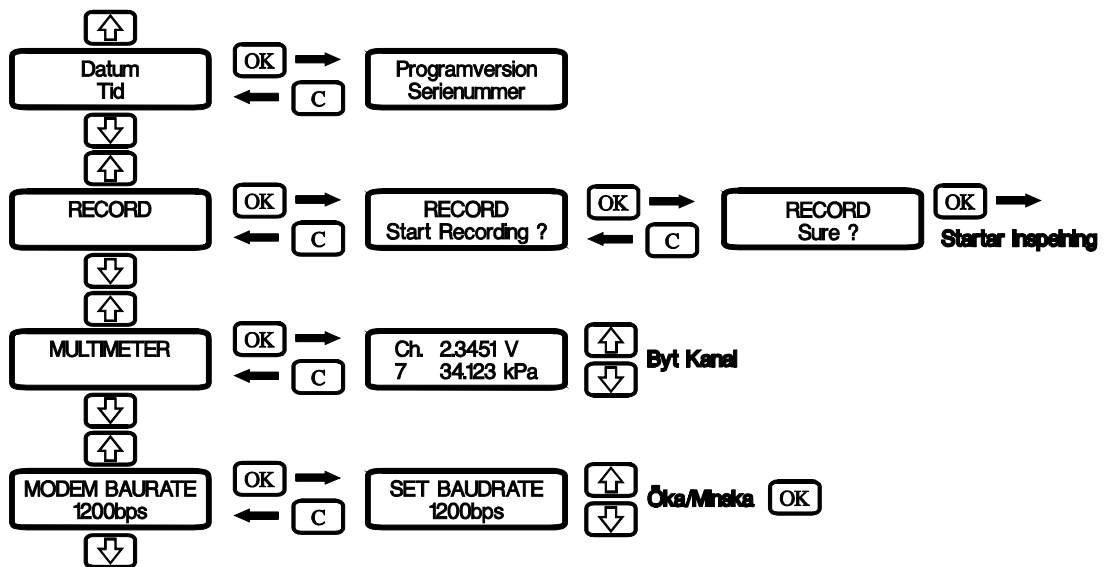 Datum
Tid
OK
C
Programversion
Serienummer
RECORD
OK
C
RECORD
Start Recording ?
OK
C
RECORD
Sure ?
OK
Startar Inspelning
MULTIMETER
OK
C
Ch. 2.3451 V
7 34.123 kPa
Byt Kanal
MODEM BAURATE
1200bps
OK
C
SET BAUDRATE
1200bps
Öka/Minska OK